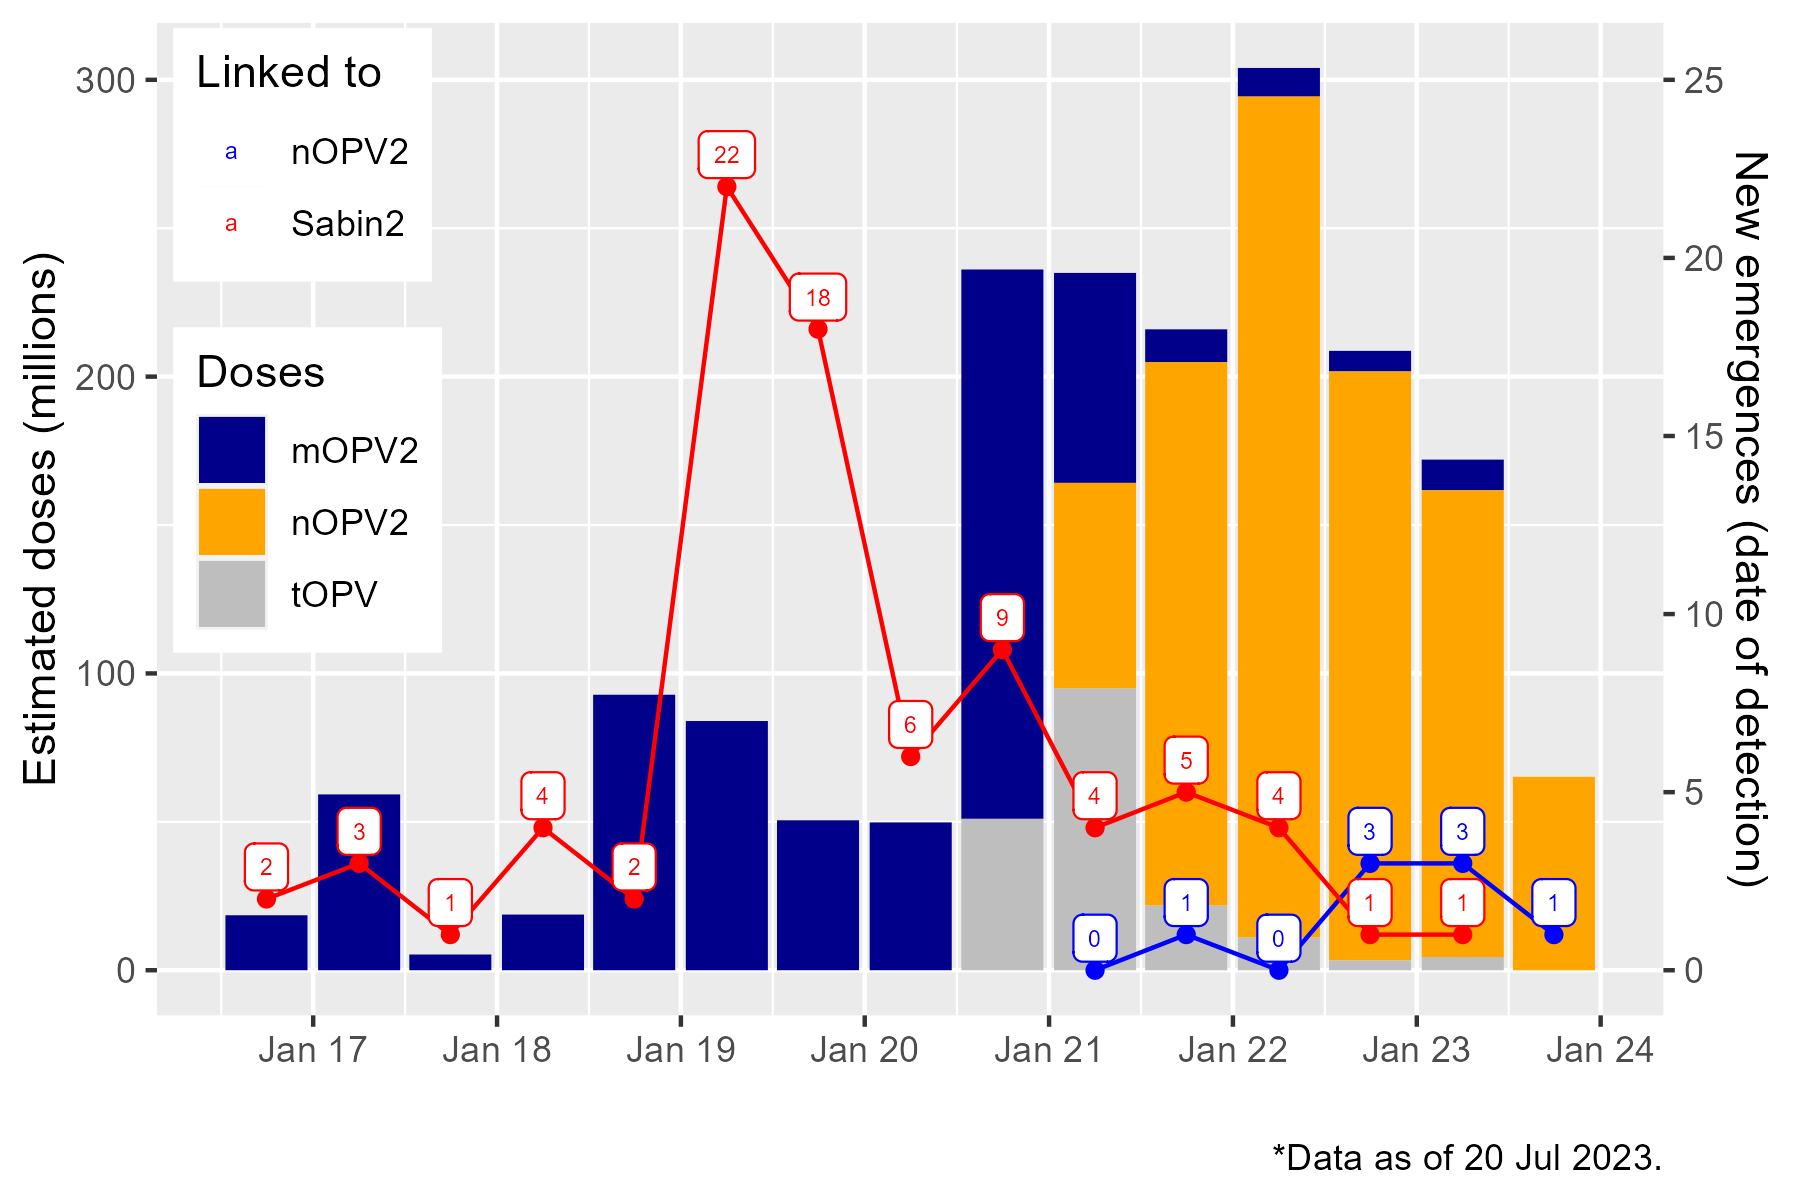 Linked to
a nOPV2
a Sabin2
Doses
mOPV2
nOPV2
tOPV
Estimated doses (millions)
300
200
100
0
New emergences (date of detection)
25
20
15
10
5
0
2
3
1
4
2
22
18
6
9
4
5
4
1
1
0
1
0
3
3
1
Jan 17 Jan 18 Jan 19 Jan 20 Jan 21 Jan 22 Jan 23 Jan 24
*Data as of 20 Jul 2023.